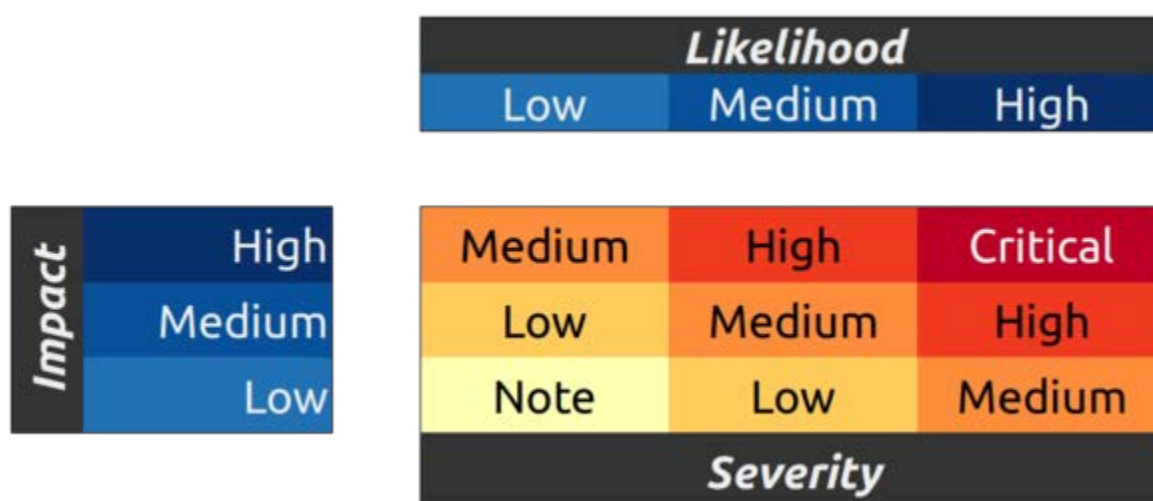 Likelihood
Low Medium High
Impact
High Medium High Critical
Medium Low Medium High
Low Note Low Medium
Severity